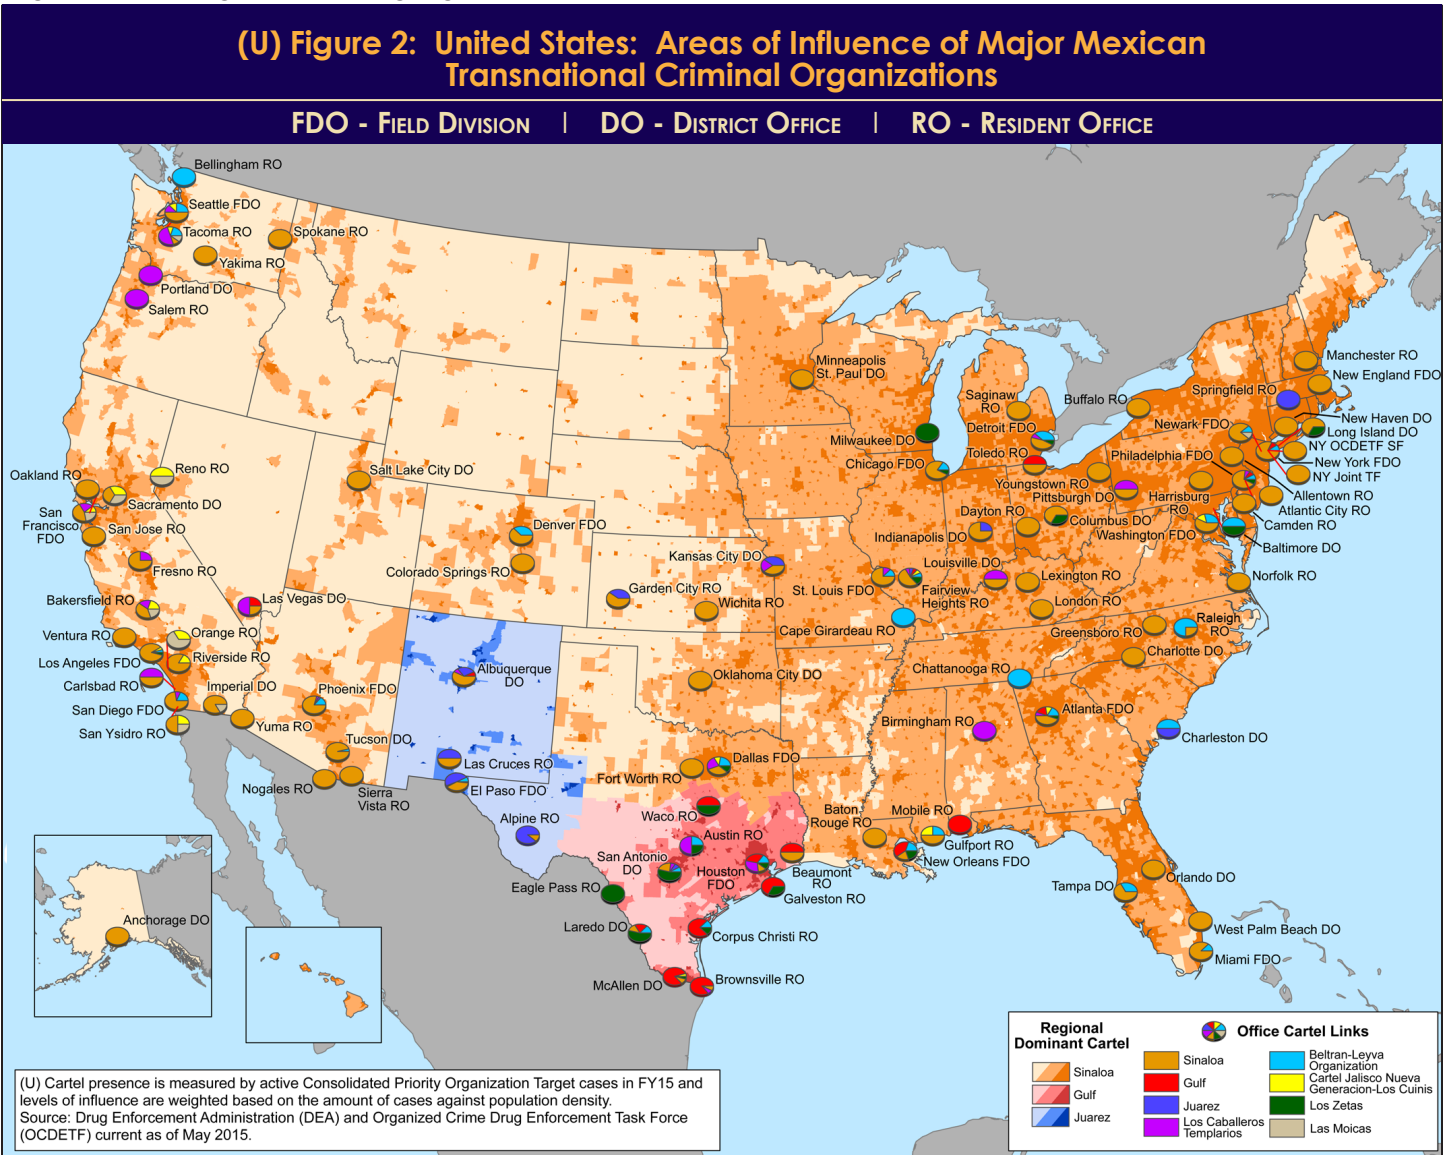 (U) Figure 2: United States: Areas of Influence of Major Mexican
Transnational Criminal Organizations
FDO - Field Division | DO - District Office | RO - Resident Office
Bellingham RO
Seattle FDO
Tacoma RO
Spokane RO
Yakima RO
Portland DO
Salem RO
Minneapolis
St. Paul DO
Manchester RO
New England FDO
Springfield RO
Saginaw
RO
Buffalo RO
New Haven DO
Newark FDO
Detroit FDO
Long Island DO
Milwaukee DO
NY OCDETF SF
Toledo RO
Philadelphia FDO
New York FDO
Chicago FDO
NY Joint TF
Youngstown RO
Pittsburgh DO
Harrisburg
RO
Allentown RO
Atlantic City RO
Camden RO
Dayton RO
Columbus DO
Washington FDO
Indianapolis DO
Baltimore DO
Oakland RO
Reno RO
Salt Lake City DO
Sacramento DO
San
Francisco
FDO
San Jose RO
Denver FDO
Colorado Springs RO
Kansas City DO
Louisville DO
Lexington RO
Norfolk RO
Fresno RO
Garden City RO
St. Louis FDO
Fairview
Heights RO
Bakersfield RO
Las Vegas DO
Wichita RO
London RO
Cape Girardeau RO
Raleigh
RO
Greensboro RO
Ventura RO
Orange RO
Charlotte DO
Los Angeles FDO
Riverside RO
Albuquerque
DO
Oklahoma City DO
Chattanooga RO
Carlsbad RO
Imperial DO
Phoenix FDO
San Diego FDO
Atlanta FDO
Birmingham RO
San Ysidro RO
Yuma RO
Tucson DO
Charleston DO
Las Cruces RO
Dallas FDO
Nogales RO
Sierra
Vista RO
El Paso FDO
Fort Worth RO
Alpine RO
Waco RO
Baton
Rouge RO
Mobile RO
Austin RO
Gulfport RO
San Antonio
DO
Houston
FDO
Beaumont
RO
New Orleans FDO
Eagle Pass RO
Galveston RO
Orlando DO
Tampa DO
Laredo DO
Corpus Christi RO
West Palm Beach DO
Miami FDO
McAllen DO
Brownsville RO
Anchorage DO
Regional
Dominant Cartel
Sinaloa
Gulf
Juarez
Office Cartel Links
Sinaloa
Gulf
Juarez
Los Caballeros
Templarios
Beltran-Leyva
Organization
Cartel Jalisco Nueva
Generacion-Los Cuinis
Los Zetas
Las Moicas
(U) Cartel presence is measured by active Consolidated Priority Organization Target cases in FY15 and
levels of influence are weighted based on the amount of cases against population density.
Source: Drug Enforcement Administration (DEA) and Organized Crime Drug Enforcement Task Force
(OCDETF) current as of May 2015.